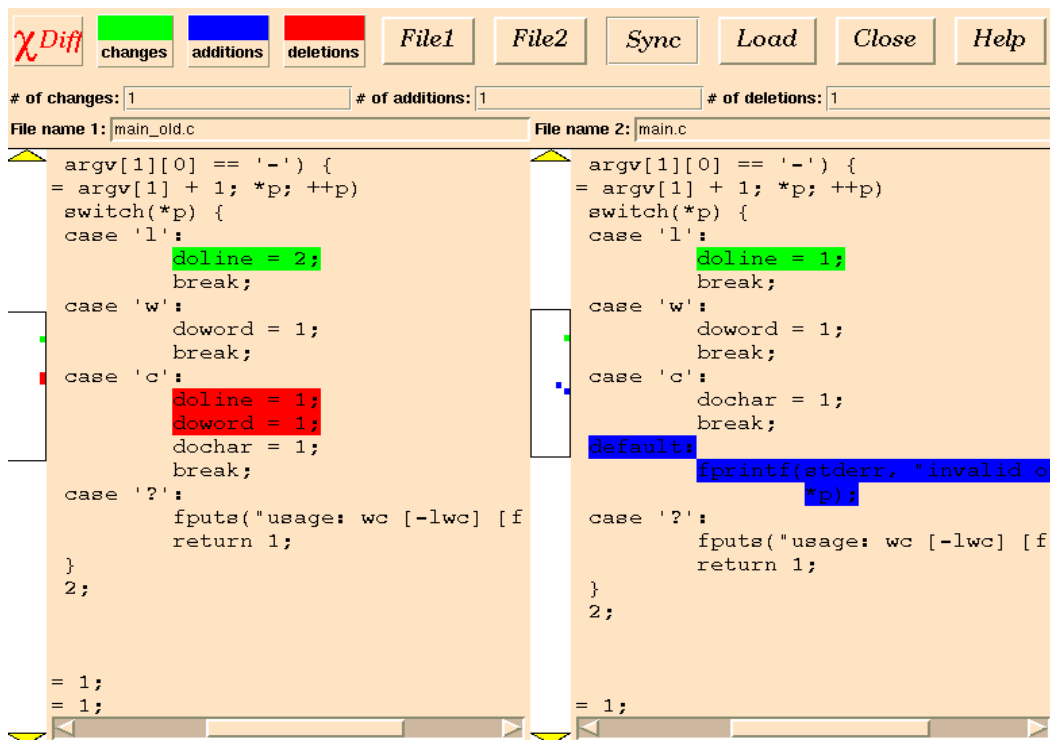 χDiff changes additions deletions File1 File2 Sync Load Close Help
# of changes: 1 # of additions: 1 # of deletions: 1
File name 1: main_old.c File name 2: main.c
argv[1][0] == '-') {
= argv[1] + 1; *p; ++p)
switch(*p) {
case 'l':
doline = 2;
break;
case 'w':
doword = 1;
break;
case 'c':
doline = 1;
doword = 1;
dochar = 1;
break;
case '?':
fputs("usage: wc [-lwc] [f
return 1;
}
2;
= 1;
= 1;
argv[1][0] == '-') {
= argv[1] + 1; *p; ++p)
switch(*p) {
case 'l':
doline = 1;
break;
case 'w':
doword = 1;
break;
case 'c':
dochar = 1;
break;
default:
fprintf(stderr, "invalid o
*p);
case '?':
fputs("usage: wc [-lwc] [f
return 1;
}
2;
= 1;